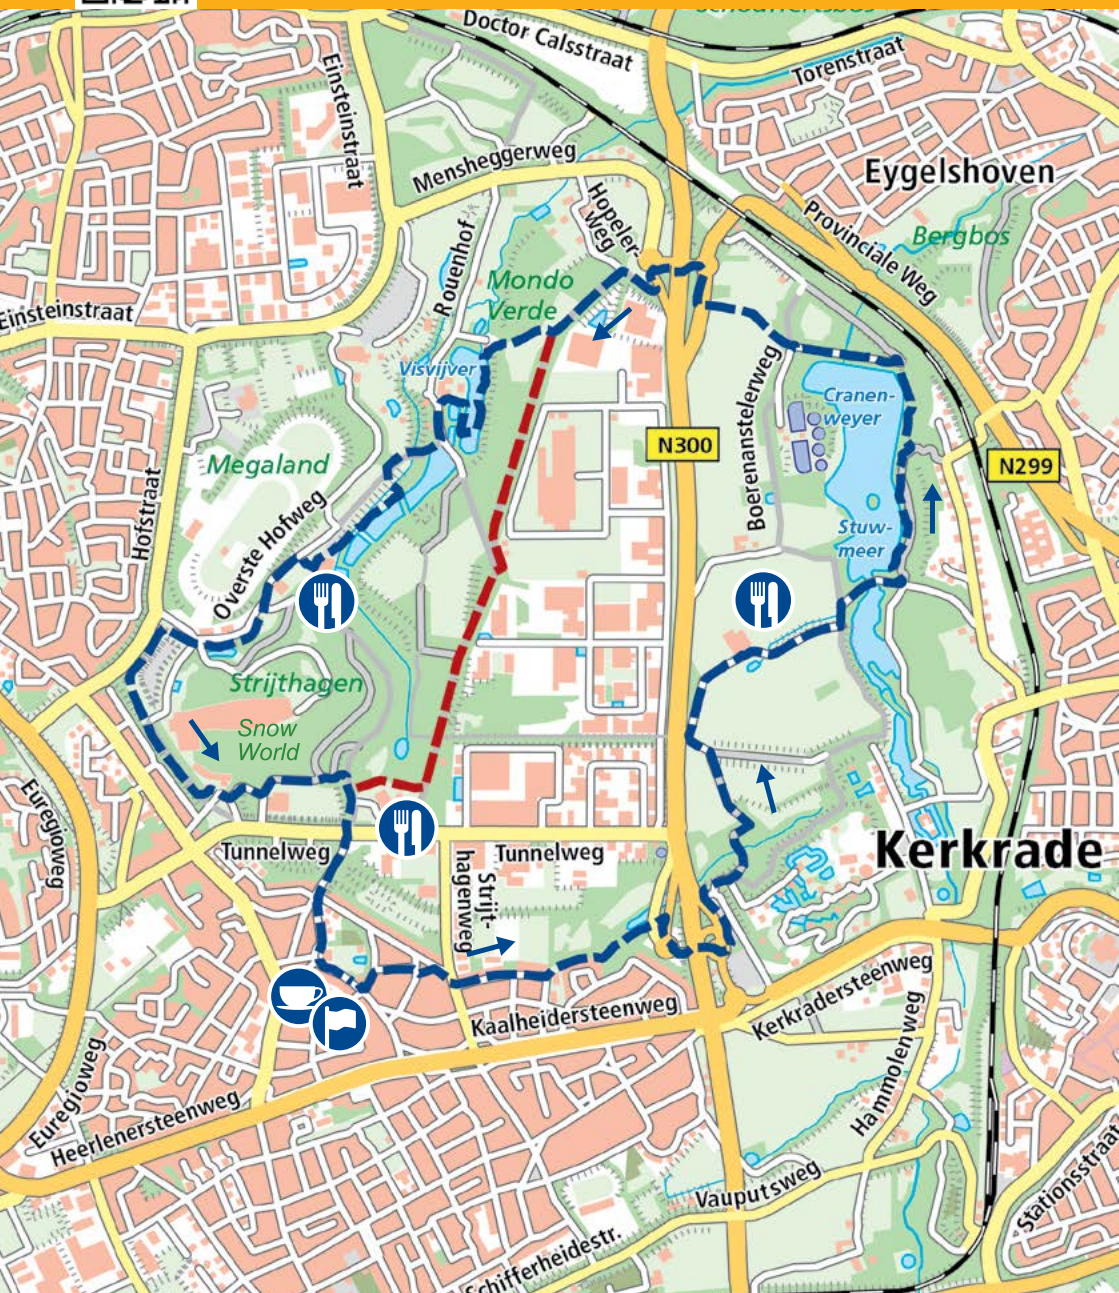 Doctor Calsstraat
Torenstraat
Einsteinstraat
Mensheggerweg
Eygelshoven
Hopeler-
Weg
Provinciale Weg
Bergbos
Rouenhof
Mondo
Verde
Einsteinstraat
Visvijver
Boerenanstelerweg
Cranen-
weyer
N300
N299
Megaland
Hofstraat
Overste Hofweg
Stuw-
meer
Strijthagen
Snow
World
Euregioweg
Tunnelweg
Tunnelweg
Kerkrade
Strijt-
hagenweg
Kaalheidersteenweg
Kerkradersteenweg
Euregioweg
Heerlenersteenweg
Hammolenweg
Vauputsweg
Stationsstraat
Schifferheidestr.